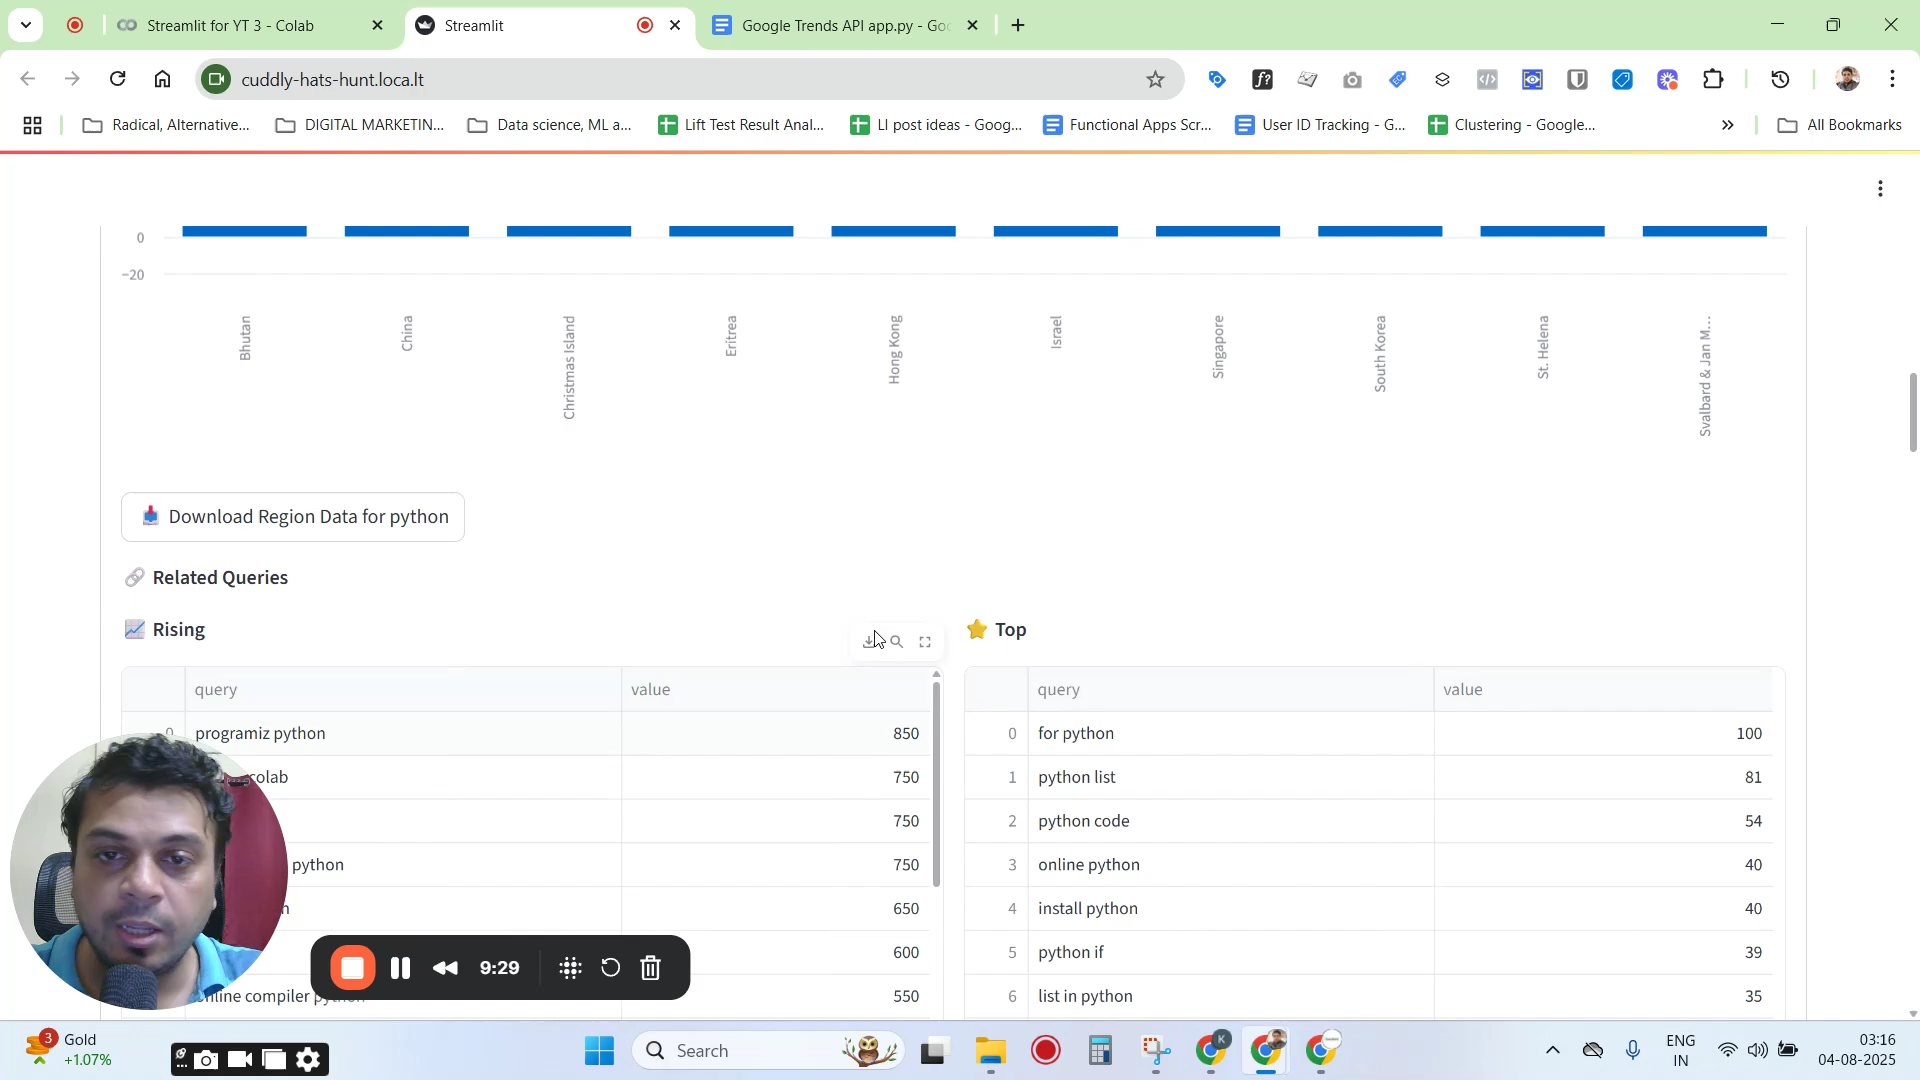 Streamlit for YT 3 - Colab
Streamlit
Google Trends API app.py - Goo
cuddly-hats-hunt.loca.lt
Radical, Alternative...
DIGITAL MARKETIN...
Data science, ML a...
Lift Test Result Anal...
LI post ideas - Goog...
Functional Apps Scr...
User ID Tracking - G...
Clustering - Google...
All Bookmarks
0
−20
Bhutan
China
Christmas Island
Eritrea
Hong Kong
Israel
Singapore
South Korea
St. Helena
Svalbard & Jan M...
Download Region Data for python
Related Queries
Rising
query value
0 programiz python 850
colab 750
750
python 750
650
600
online compiler python 550
Top
query value
0 for python 100
1 python list 81
2 python code 54
3 online python 40
4 install python 40
5 python if 39
6 list in python 35
9:29
3
Gold
+1.07%
Search
K
ENG
IN
03:16
04-08-2025